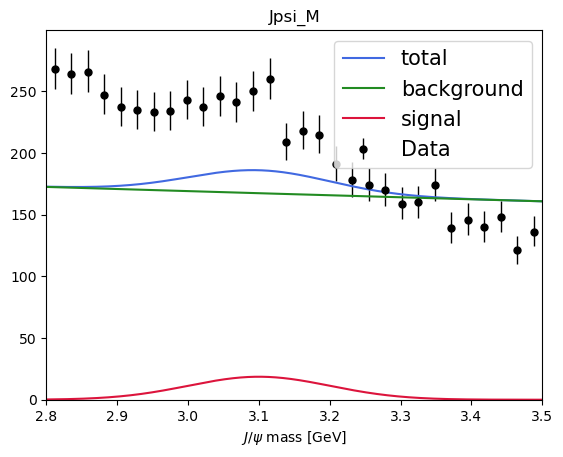 Jpsi_M
total
background
signal
Data
250
200
150
100
50
0
2.8 2.9 3.0 3.1 3.2 3.3 3.4 3.5
J/ψ mass [GeV]